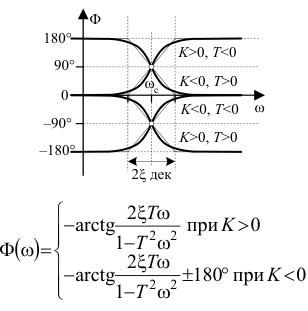 Φ
180°
K>0, T<0
90°
ω_c
K<0, T>0
0
ω
K<0, T<0
−90°
K>0, T>0
−180°
2ξ дек
Φ(ω)={ −arctg 2ξTω / 1−T²ω² при K>0
−arctg 2ξTω / 1−T²ω² ±180° при K<0